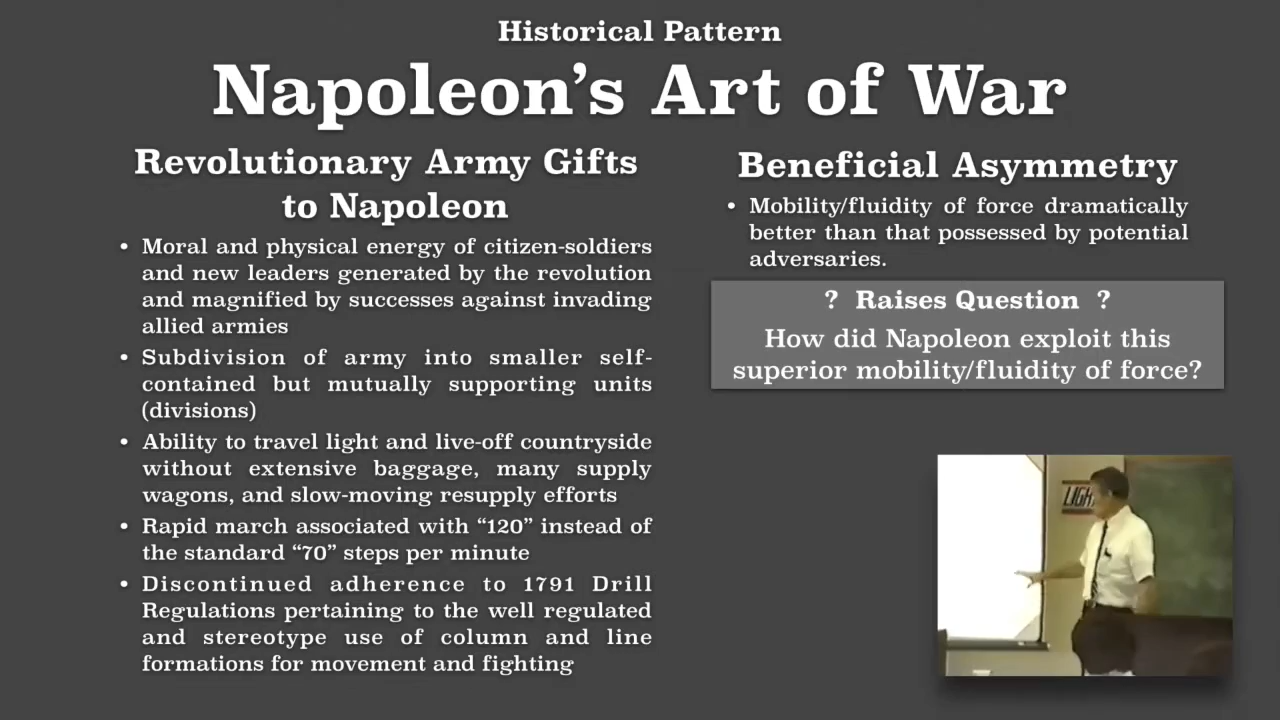 Historical Pattern
Napoleon’s Art of War
Revolutionary Army Gifts
to Napoleon
• Moral and physical energy of citizen-soldiers
and new leaders generated by the revolution
and magnified by successes against invading
allied armies
• Subdivision of army into smaller self-
contained but mutually supporting units
(divisions)
• Ability to travel light and live-off countryside
without extensive baggage, many supply
wagons, and slow-moving resupply efforts
• Rapid march associated with “120” instead of
the standard “70” steps per minute
• Discontinued adherence to 1791 Drill
Regulations pertaining to the well regulated
and stereotype use of column and line
formations for movement and fighting
Beneficial Asymmetry
• Mobility/fluidity of force dramatically
better than that possessed by potential
adversaries.
? Raises Question ?
How did Napoleon exploit this
superior mobility/fluidity of force?